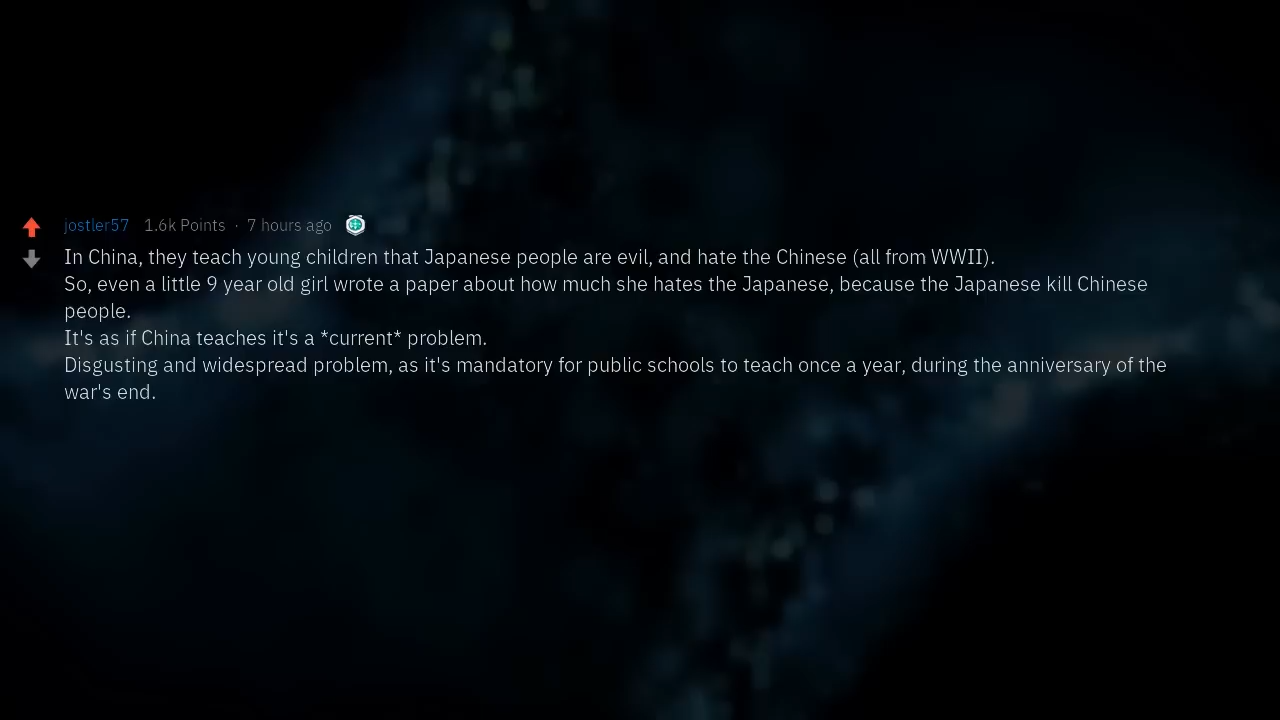 jostler57 1.6k Points · 7 hours ago
In China, they teach young children that Japanese people are evil, and hate the Chinese (all from WWII).
So, even a little 9 year old girl wrote a paper about how much she hates the Japanese, because the Japanese kill Chinese
people.
It's as if China teaches it's a *current* problem.
Disgusting and widespread problem, as it's mandatory for public schools to teach once a year, during the anniversary of the
war's end.